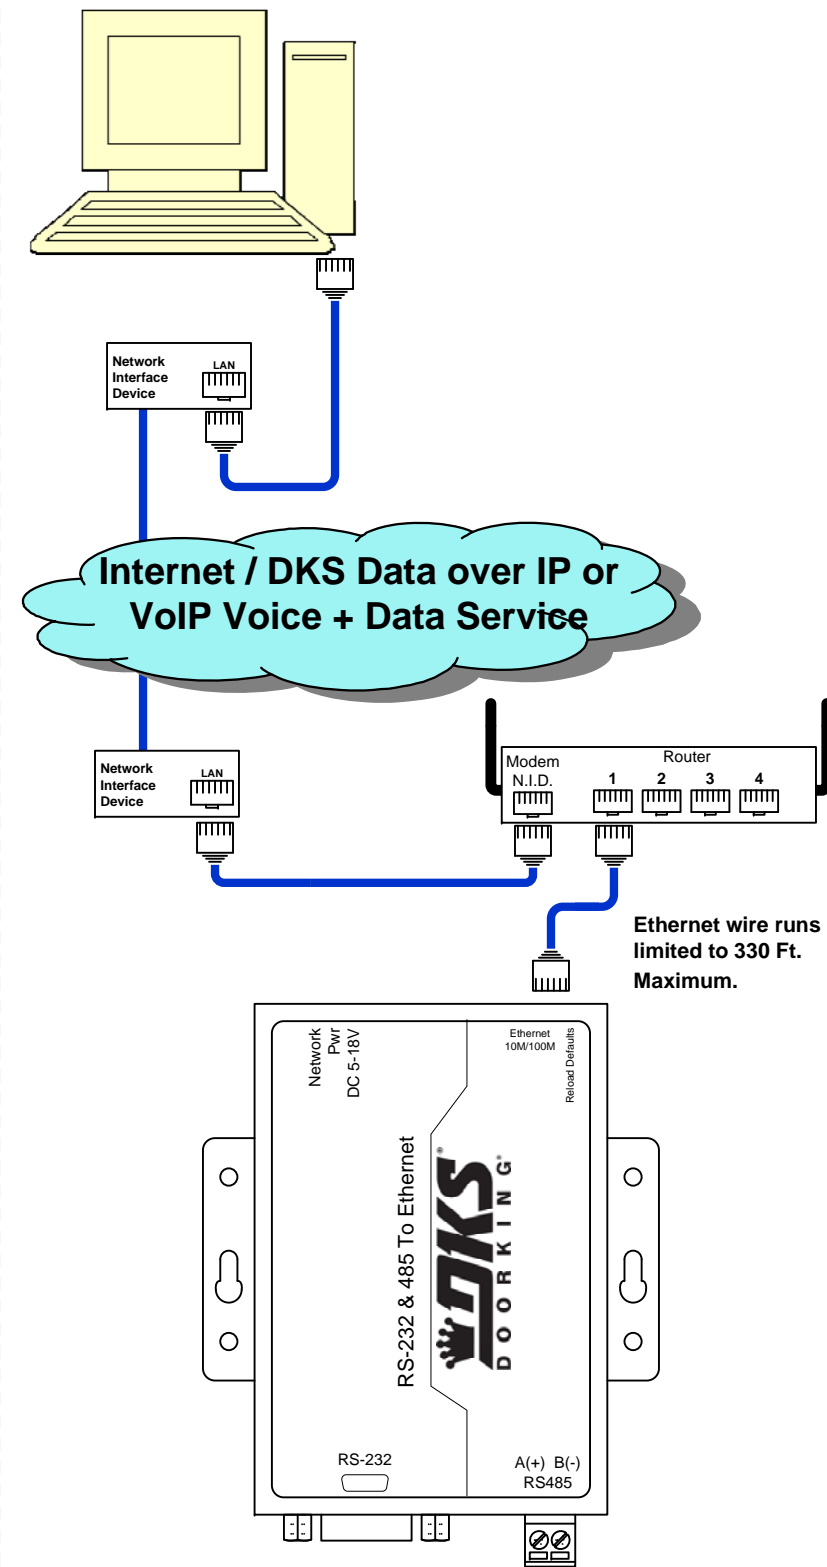 Network
Interface
Device
LAN
Internet / DKS Data over IP or
VoIP Voice + Data Service
Network
Interface
Device
LAN
Modem
N.I.D.
Router
1 2 3 4
Ethernet wire runs
limited to 330 Ft.
Maximum.
Network
Pwr
DC 5-18V
Ethernet
10M/100M
Reload Defaults
RS-232 & 485 To Ethernet
DKS®
DOORKING®
RS-232
A(+) B(-)
RS485